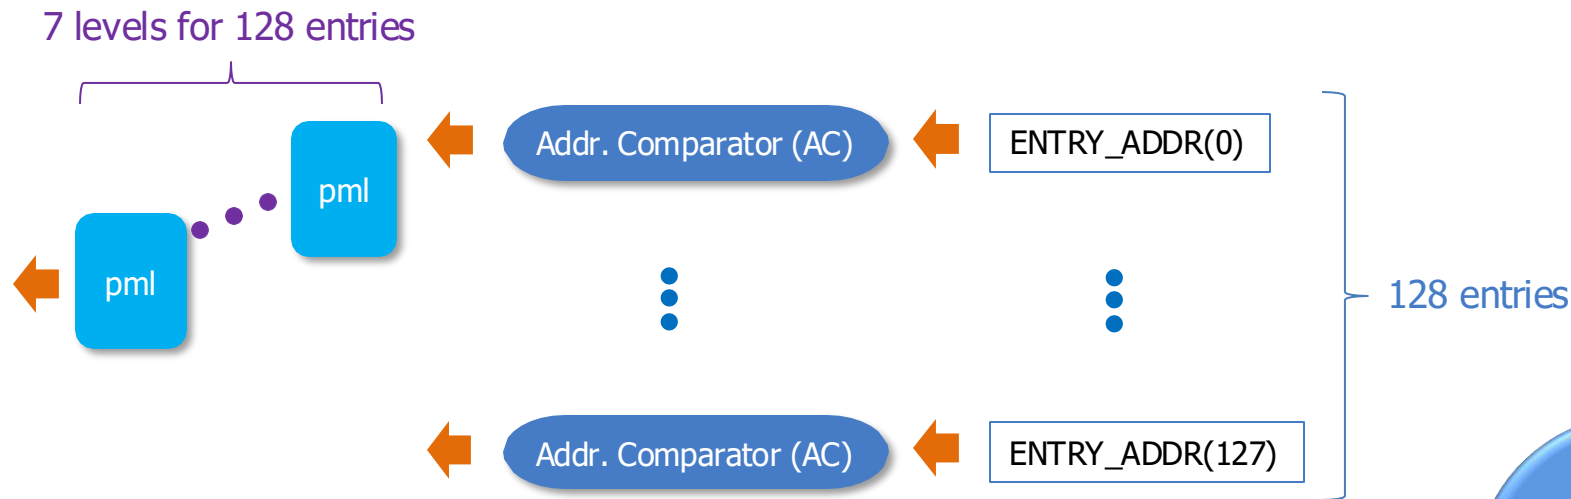 7 levels for 128 entries
Addr. Comparator (AC)
ENTRY_ADDR(0)
pml
pml
128 entries
Addr. Comparator (AC)
ENTRY_ADDR(127)